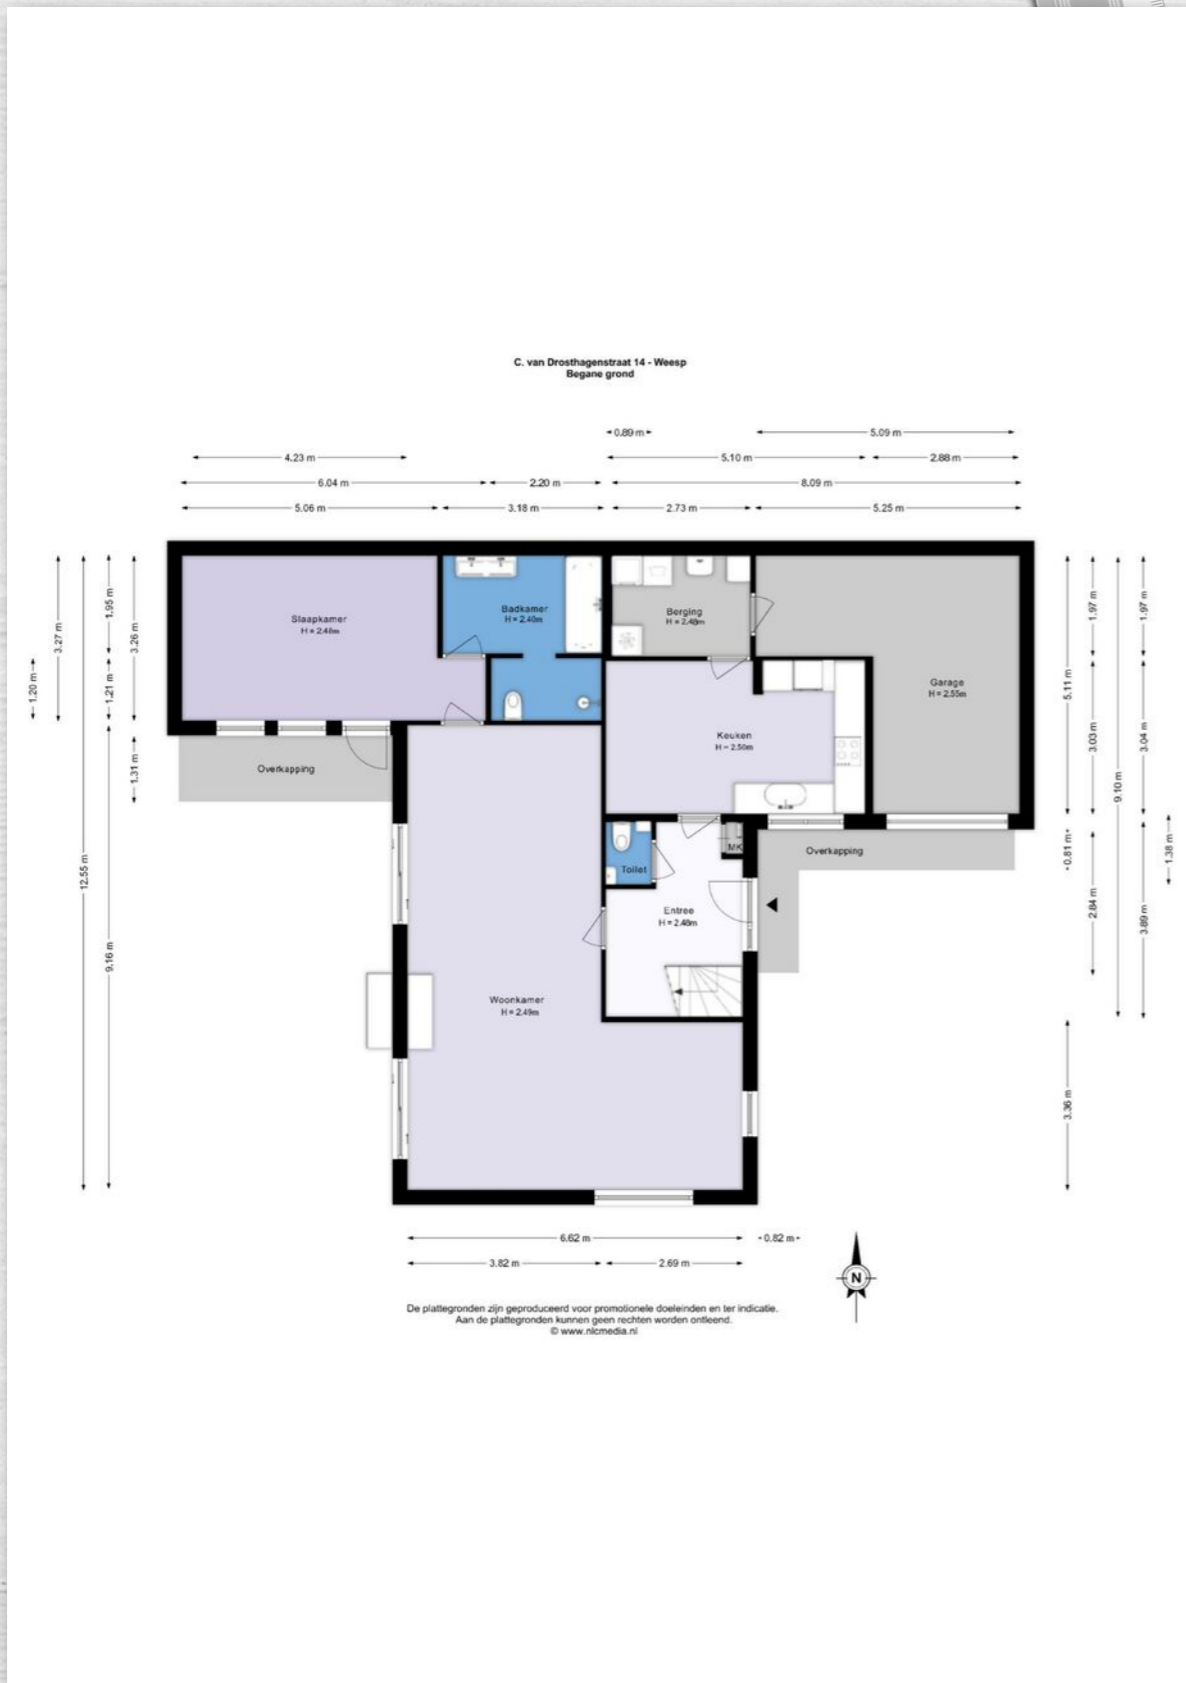 C. van Drosthagenstraat 14 - Weesp
Begane grond
0.89 m
5.09 m
4.23 m
5.10 m
2.88 m
6.04 m
2.20 m
8.09 m
5.06 m
3.18 m
2.73 m
5.25 m
1.20 m
3.27 m
12.55 m
1.95 m
1.21 m
9.16 m
3.26 m
1.31 m
Slaapkamer
H = 2.48m
Badkamer
H = 2.40m
Berging
H = 2.48m
Garage
H = 2.55m
Keuken
H = 2.50m
Overkapping
Overkapping
MK
Toilet
Entree
H = 2.48m
Woonkamer
H = 2.49m
5.11 m
0.81 m
3.36 m
1.97 m
3.03 m
2.84 m
9.10 m
1.97 m
3.04 m
3.89 m
1.38 m
6.62 m
0.82 m
3.82 m
2.69 m
N
De plattegronden zijn geproduceerd voor promotionele doeleinden en ter indicatie.
Aan de plattegronden kunnen geen rechten worden ontleend.
© www.nlcmedia.nl